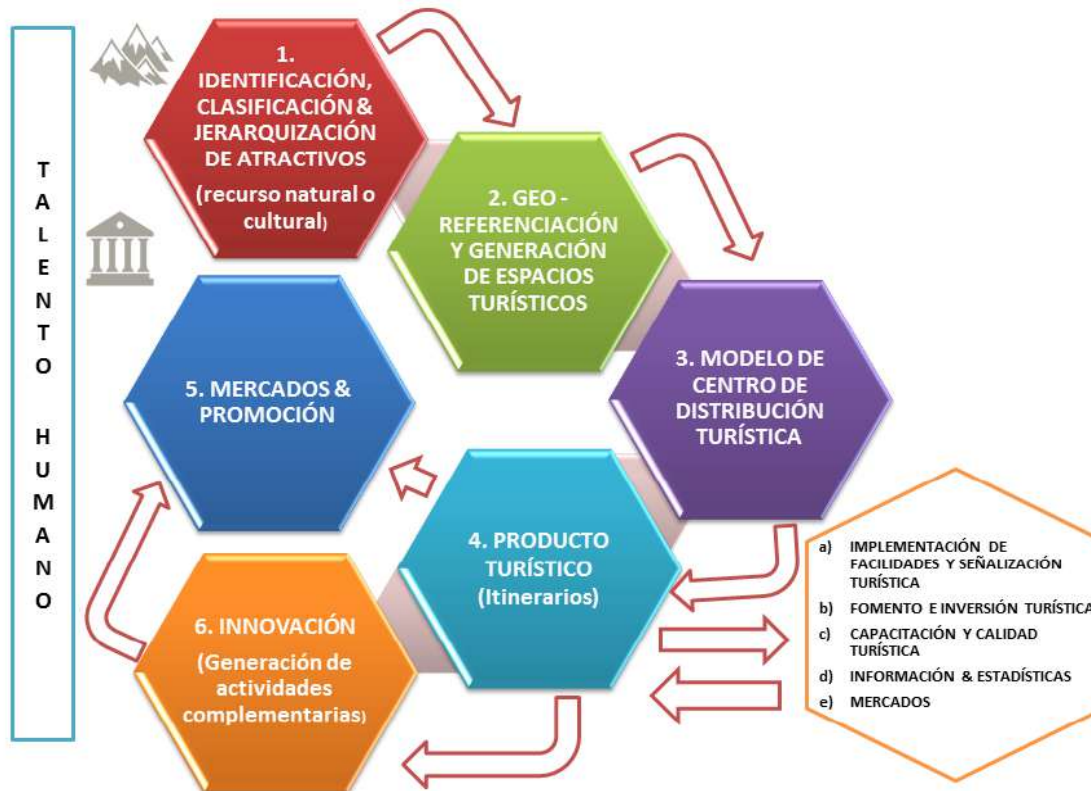 TALENTO HUMANO
1.
IDENTIFICACIÓN,
CLASIFICACIÓN &
JERARQUIZACIÓN
DE ATRACTIVOS
(recurso natural o
cultural)
2. GEO -
REFERENCIACIÓN
Y GENERACIÓN
DE ESPACIOS
TURÍSTICOS
3. MODELO DE
CENTRO DE
DISTRIBUCIÓN
TURÍSTICA
4. PRODUCTO
TURÍSTICO
(Itinerarios)
a) IMPLEMENTACIÓN DE
FACILIDADES Y SEÑALIZACIÓN
TURÍSTICA
b) FOMENTO E INVERSIÓN TURÍSTICA
c) CAPACITACIÓN Y CALIDAD
TURÍSTICA
d) INFORMACIÓN & ESTADÍSTICAS
e) MERCADOS
5. MERCADOS &
PROMOCIÓN
6. INNOVACIÓN
(Generación de
actividades
complementarias)